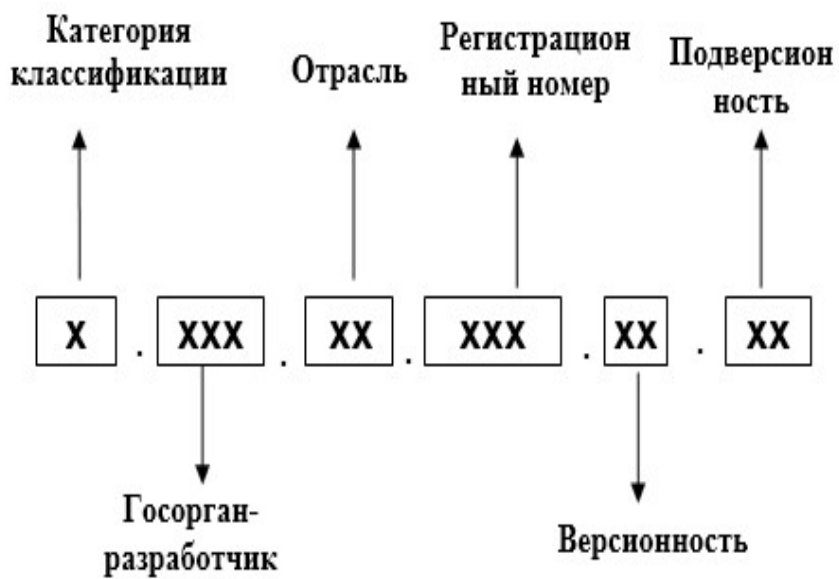 Категория
классификации
Отрасль
Регистрацион
ный номер
Подверсион
ность
X . XXX . XX . XXX . XX . XX
Госорган-
разработчик
Версионность